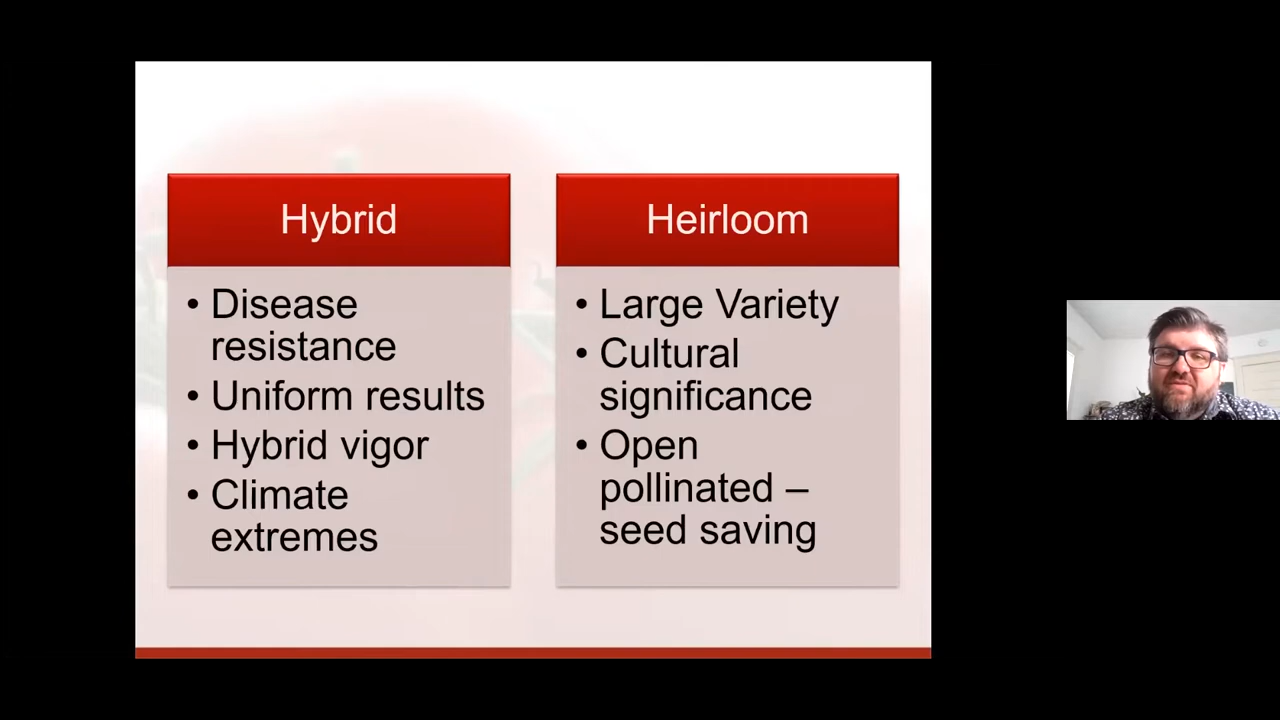 Hybrid
• Disease
resistance
• Uniform results
• Hybrid vigor
• Climate
extremes
Heirloom
• Large Variety
• Cultural
significance
• Open
pollinated –
seed saving